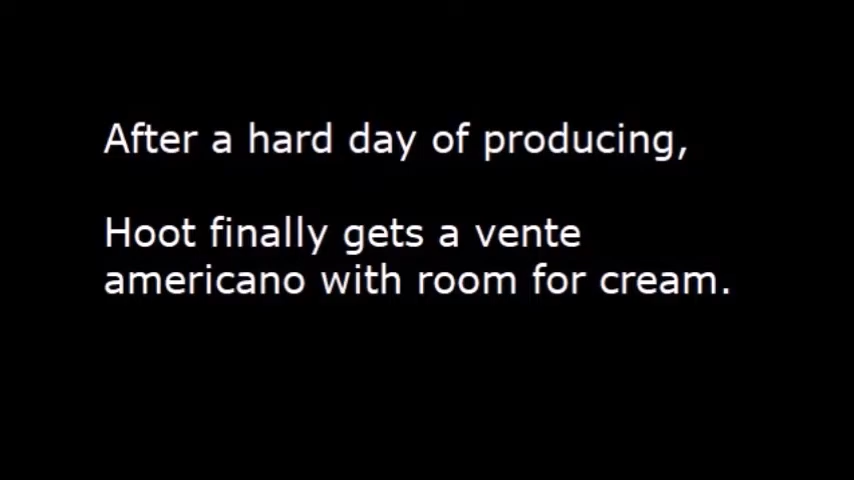 After a hard day of producing,
Hoot finally gets a vente
americano with room for cream.